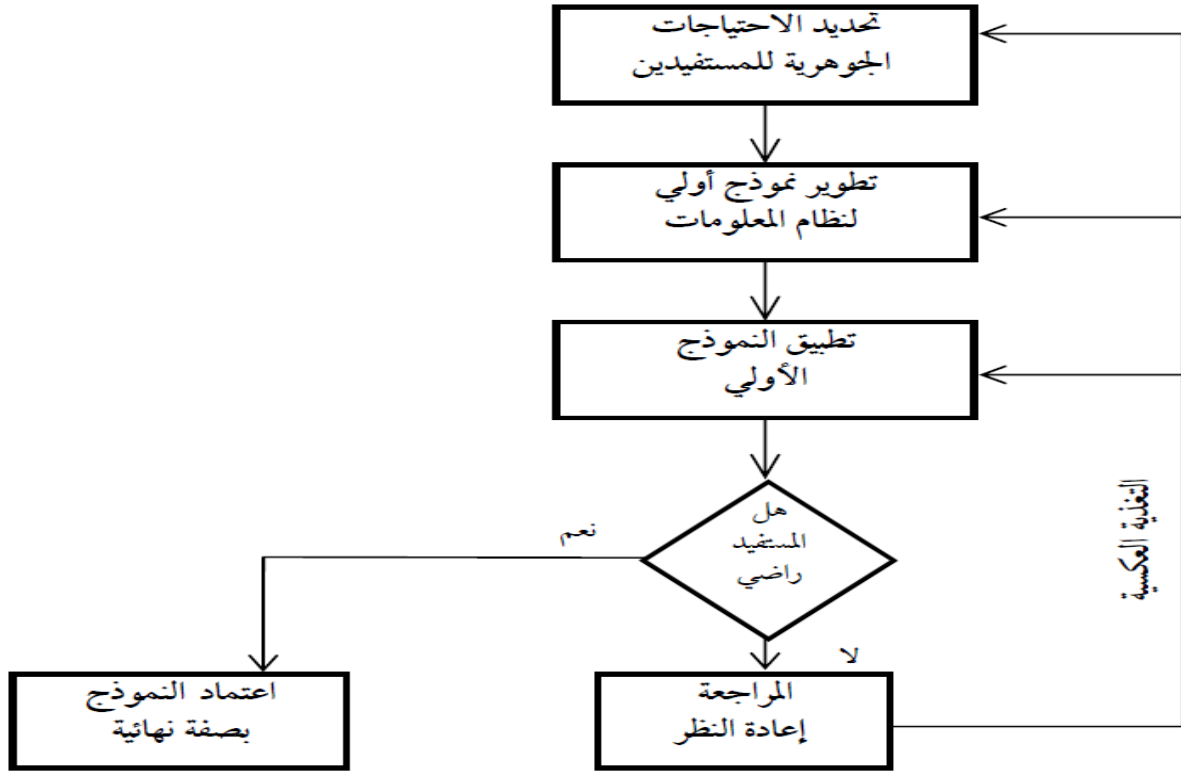 تحديد الاحتياجات
الجوهرية للمستفيدين
تطوير نموذج أولي
لنظام المعلومات
تطبيق النموذج
الأولي
هل
المستفيد
راضي
نعم
لا
التغذية العكسية
المراجعة
إعادة النظر
اعتماد النموذج
بصفة نهائية